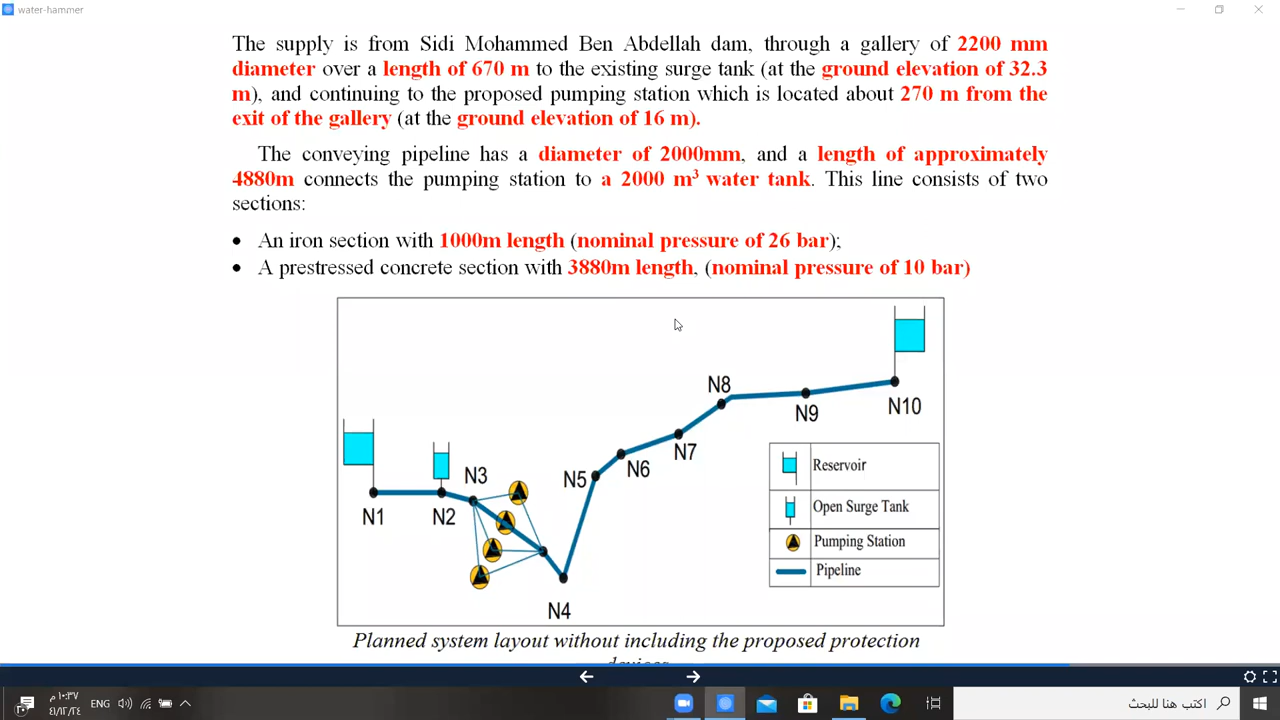 water-hammer
The supply is from Sidi Mohammed Ben Abdellah dam, through a gallery of 2200 mm
diameter over a length of 670 m to the existing surge tank (at the ground elevation of 32.3
m), and continuing to the proposed pumping station which is located about 270 m from the
exit of the gallery (at the ground elevation of 16 m).
The conveying pipeline has a diameter of 2000mm, and a length of approximately
4880m connects the pumping station to a 2000 m³ water tank. This line consists of two
sections:
• An iron section with 1000m length (nominal pressure of 26 bar);
• A prestressed concrete section with 3880m length, (nominal pressure of 10 bar)
N8
N9
N10
N7
N6
N5
N3
N1
N2
N4
Reservoir
Open Surge Tank
Pumping Station
Pipeline
Planned system layout without including the proposed protection
devices
ENG
١٠:٣٧ م
اكتب هنا للبحث